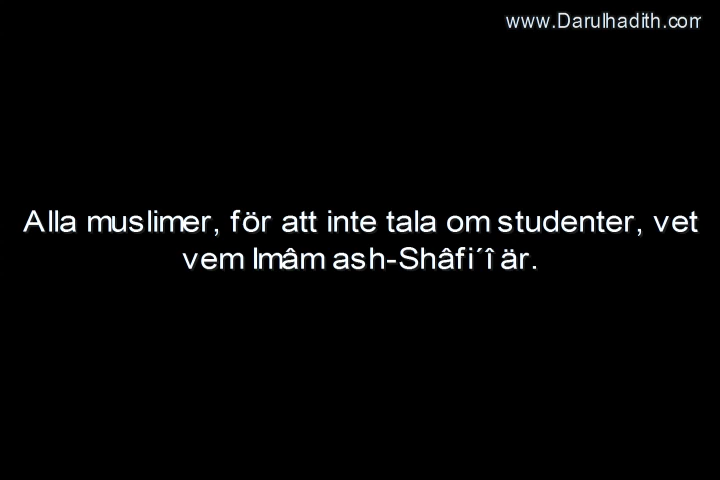 www.Darulhadith.com
Alla muslimer, för att inte tala om studenter, vet
vem Imâm ash-Shâfi´î är.